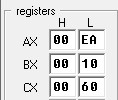 registers
H L
AX 00 EA
BX 00 10
CX 00 60